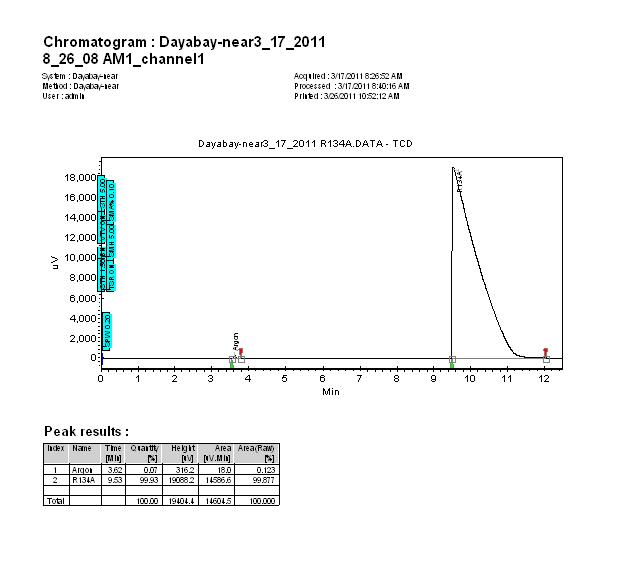 Chromatogram : Dayabay-near3_17_2011
8_26_08 AM1_channel1
System : Dayabay-near
Method : Dayabay-near
User : admin
Acquired : 3/17/2011 8:26:52 AM
Processed : 3/17/2011 8:40:16 AM
Printed : 3/26/2011 10:52:12 AM
Dayabay-near3_17_2011 R134A.DATA - TCD
18,000
16,000
14,000
12,000
10,000
8,000
6,000
4,000
2,000
0
uV
SPW 0.20
Argon
R134A
0 1 2 3 4 5 6 7 8 9 10 11 12
Min
Peak results :
Index Name Time Quantity Height Area Area(Raw)
[Min] [%] [uV] [uV.Min] [%]
1 Argon 3.62 0.07 316.2 18.0 0.123
2 R134A 9.53 99.93 19088.2 14586.6 99.877
Total 100.00 19404.4 14604.5 100.000